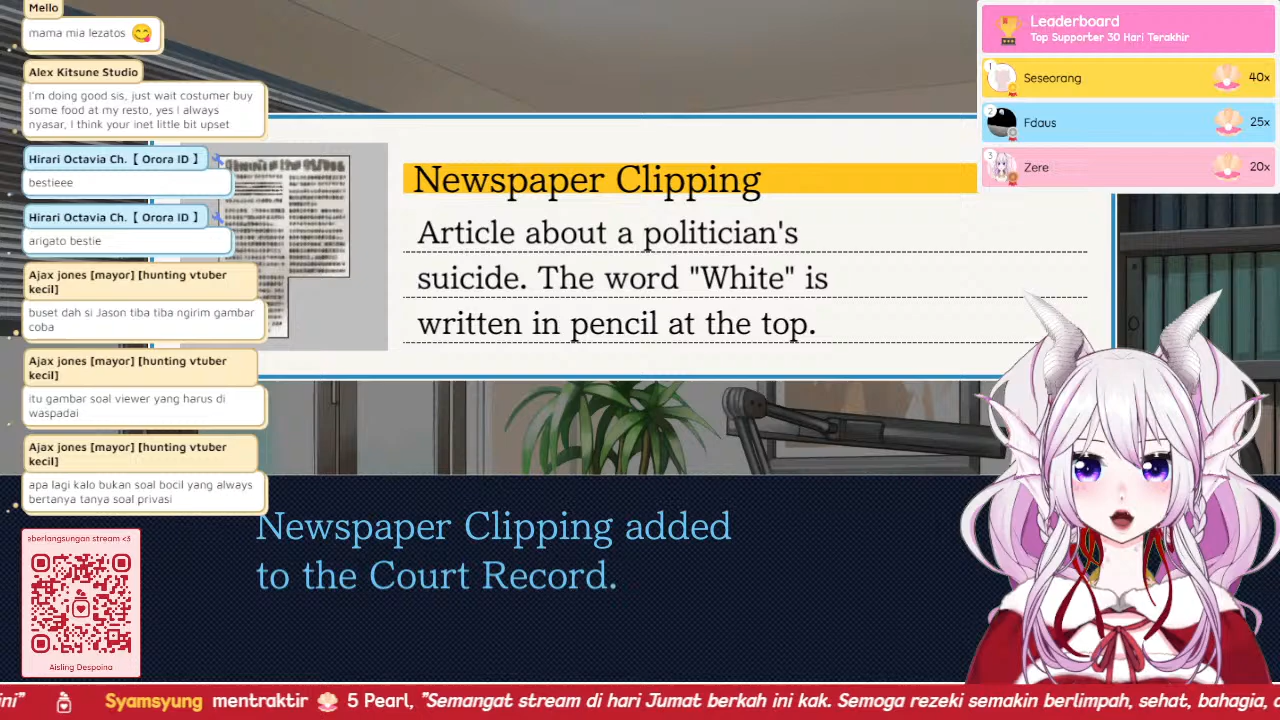 Mello
mama mia lezatos 😋
Alex Kitsune Studio
I'm doing good sis, just wait costumer buy
some food at my resto, yes I always
nyasar, I think your inet little bit upset
Hirari Octavia Ch.【 Orora ID 】
bestieee
Hirari Octavia Ch.【 Orora ID 】
arigato bestie
Ajax jones [mayor] [hunting vtuber
kecil]
buset dah si Jason tiba tiba ngirim gambar
coba
Ajax jones [mayor] [hunting vtuber
kecil]
itu gambar soal viewer yang harus di
waspadai
Ajax jones [mayor] [hunting vtuber
kecil]
apa lagi kalo bukan soal bocil yang always
bertanya tanya soal privasi
Newspaper Clipping
Article about a politician's
suicide. The word "White" is
written in pencil at the top.
Leaderboard
Top Supporter 30 Hari Terakhir
1 Seseorang 40x
2 Fdaus 25x
3 Zere 20x
Newspaper Clipping added
to the Court Record.
eberlangsungan stream <3
Aisling Despoina
ini" Syamsyung mentraktir 5 Pearl, "Semangat stream di hari Jumat berkah ini kak. Semoga rezeki semakin berlimpah, sehat, bahagia,